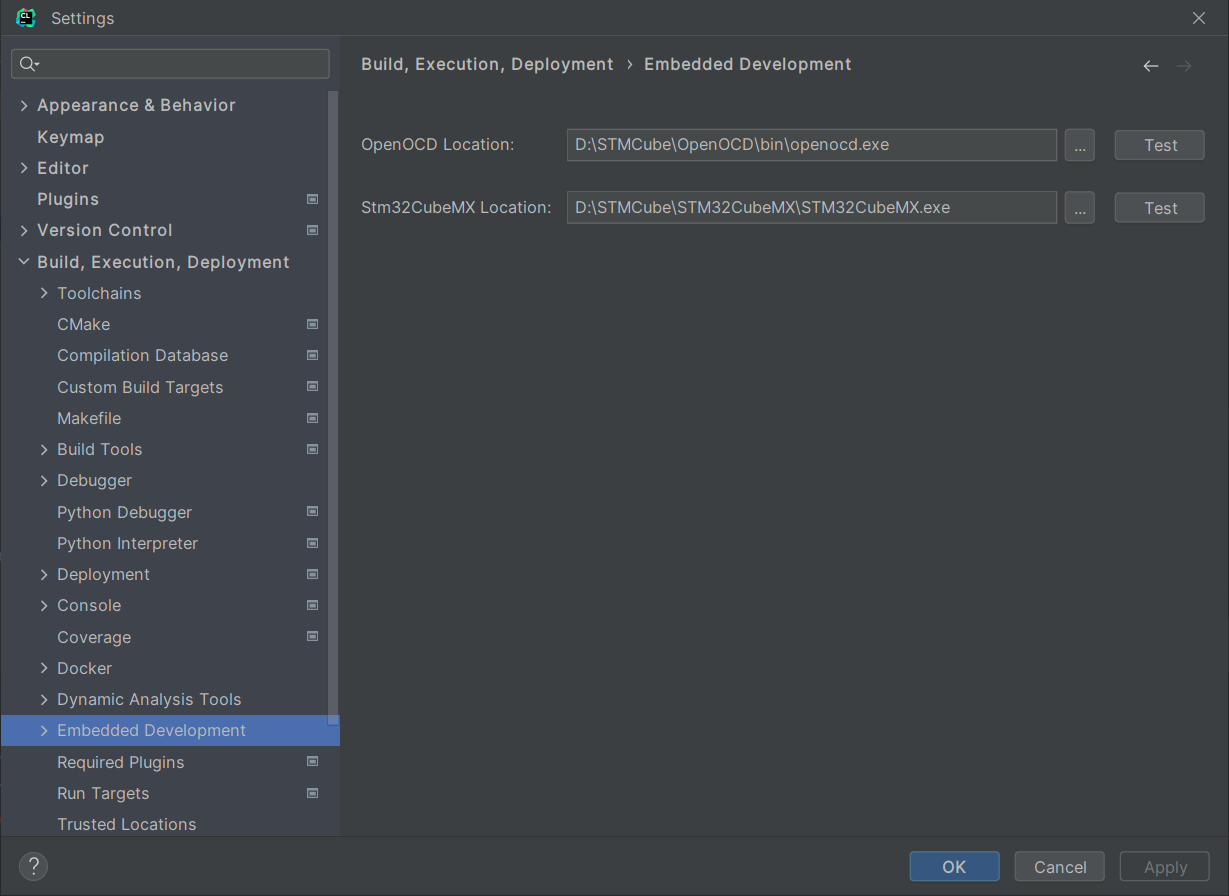 CL
Settings
Appearance & Behavior
Keymap
Editor
Plugins
Version Control
Build, Execution, Deployment
Toolchains
CMake
Compilation Database
Custom Build Targets
Makefile
Build Tools
Debugger
Python Debugger
Python Interpreter
Deployment
Console
Coverage
Docker
Dynamic Analysis Tools
Embedded Development
Required Plugins
Run Targets
Trusted Locations
Build, Execution, Deployment › Embedded Development
OpenOCD Location: D:\STMCube\OpenOCD\bin\openocd.exe ... Test
Stm32CubeMX Location: D:\STMCube\STM32CubeMX\STM32CubeMX.exe ... Test
? OK Cancel Apply